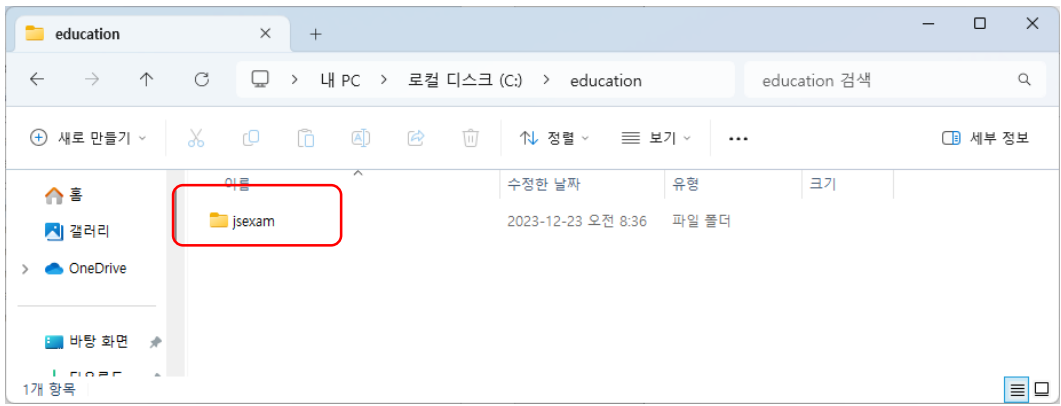 education
내 PC > 로컬 디스크 (C:) > education
education 검색
새로 만들기
정렬
보기
세부 정보
이름
수정한 날짜
유형
크기
jsexam
2023-12-23 오전 8:36
파일 폴더
홈
갤러리
OneDrive
바탕 화면
1개 항목